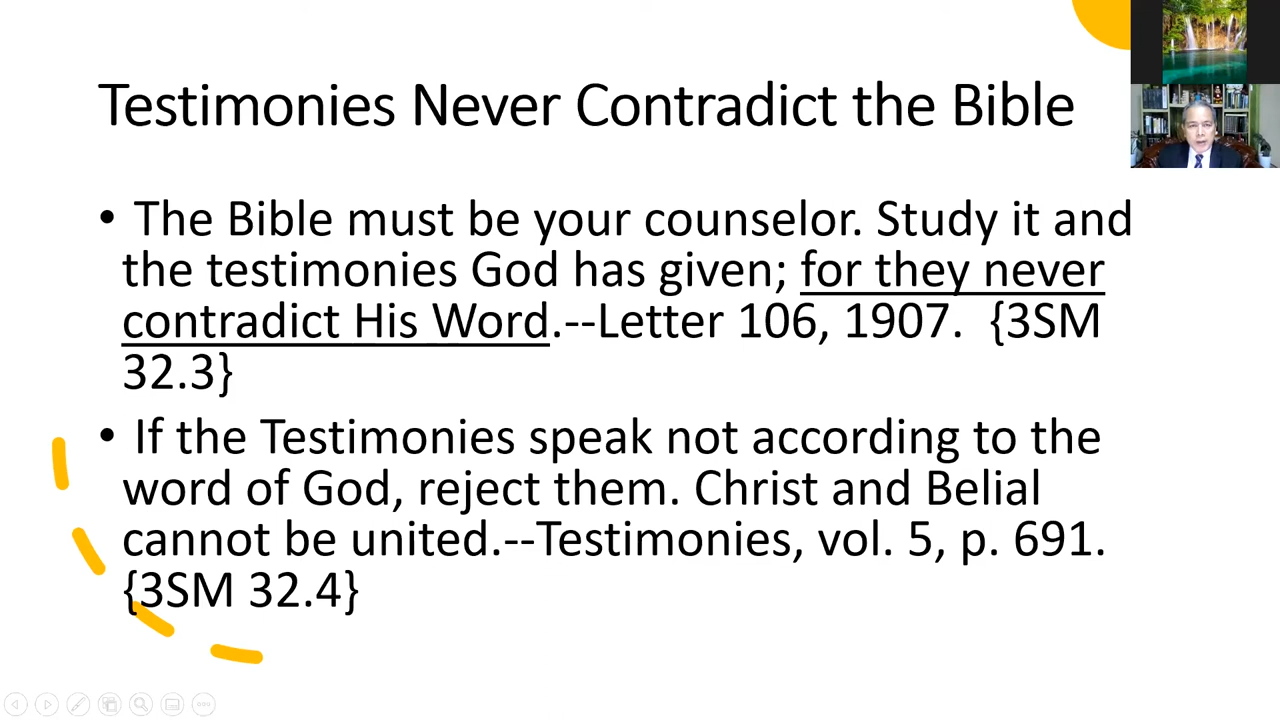 Testimonies Never Contradict the Bible
• The Bible must be your counselor. Study it and
the testimonies God has given; for they never
contradict His Word.--Letter 106, 1907.  {3SM
32.3}
• If the Testimonies speak not according to the
word of God, reject them. Christ and Belial
cannot be united.--Testimonies, vol. 5, p. 691.
{3SM 32.4}